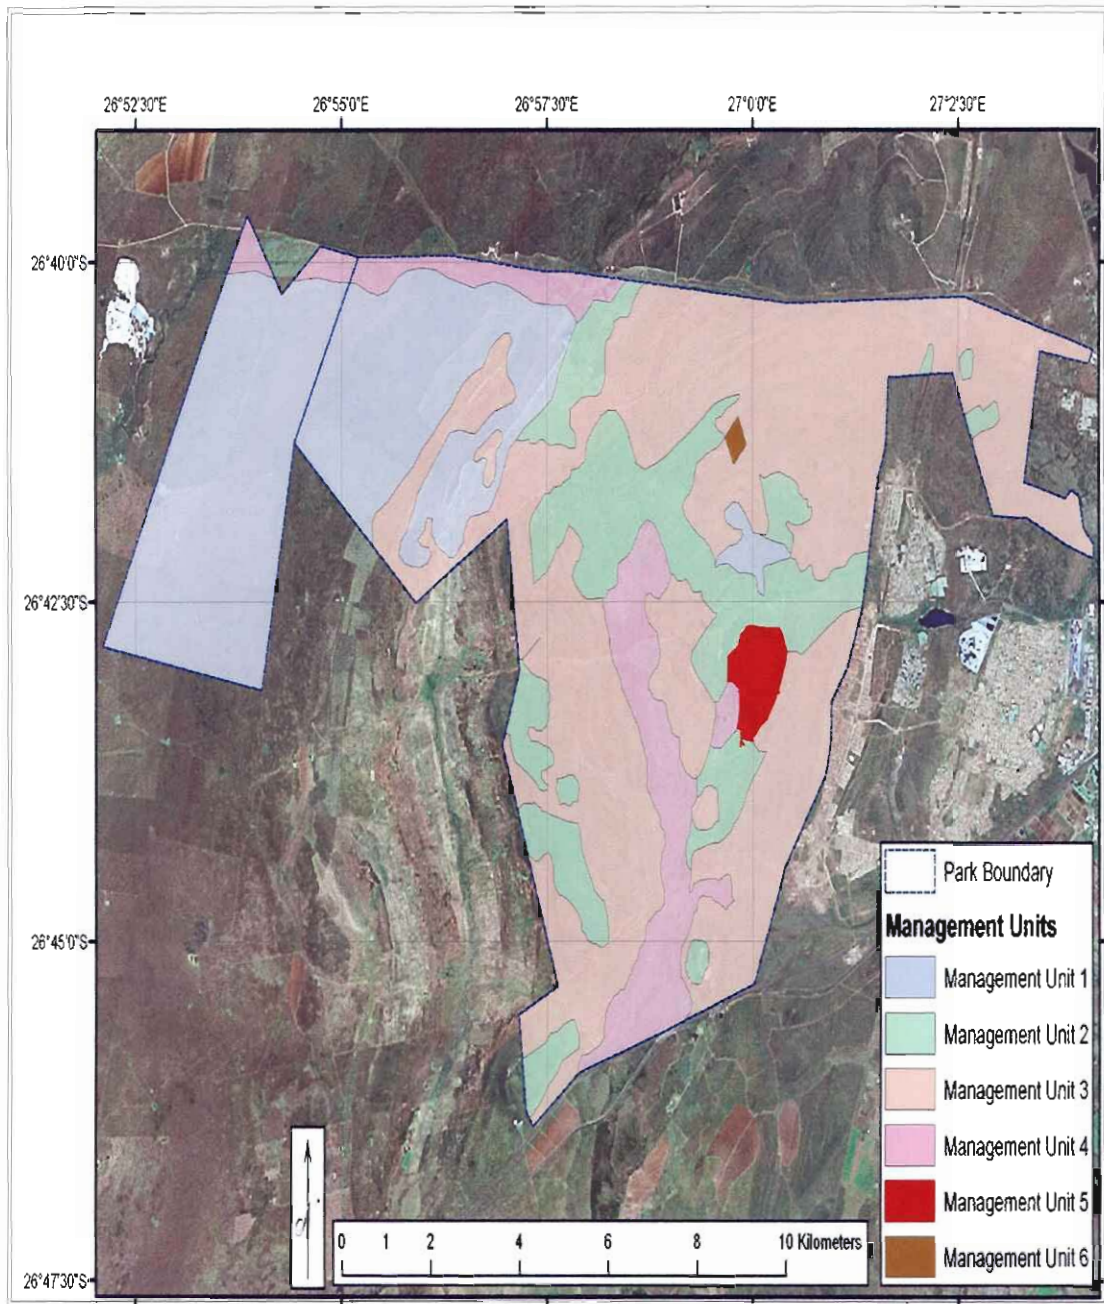 26°52'30"E 26°55'0"E 26°57'30"E 27°0'0"E 27°2'30"E
26°40'0"S
26°42'30"S
26°45'0"S
26°47'30"S
Park Boundary
Management Units
Management Unit 1
Management Unit 2
Management Unit 3
Management Unit 4
Management Unit 5
Management Unit 6
0 1 2 4 6 8 10 Kilometers